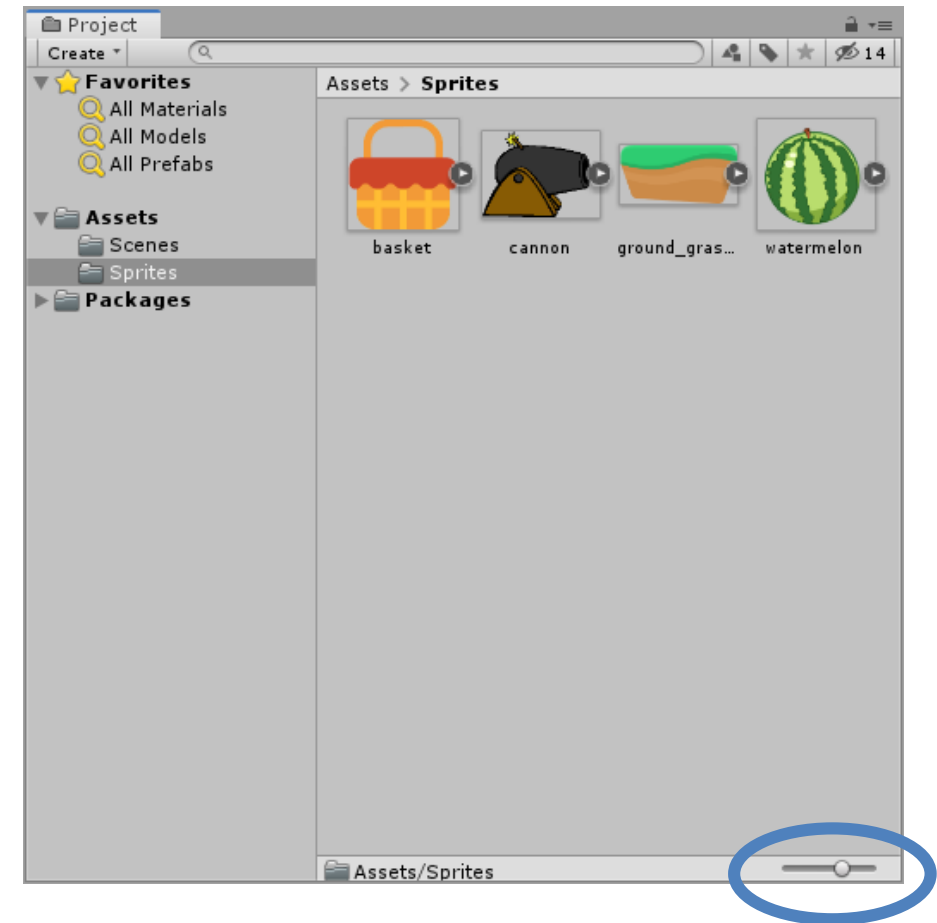 Project
Create
14
Favorites
All Materials
All Models
All Prefabs
Assets
Scenes
Sprites
Packages
Assets > Sprites
basket cannon ground_gras... watermelon
Assets/Sprites